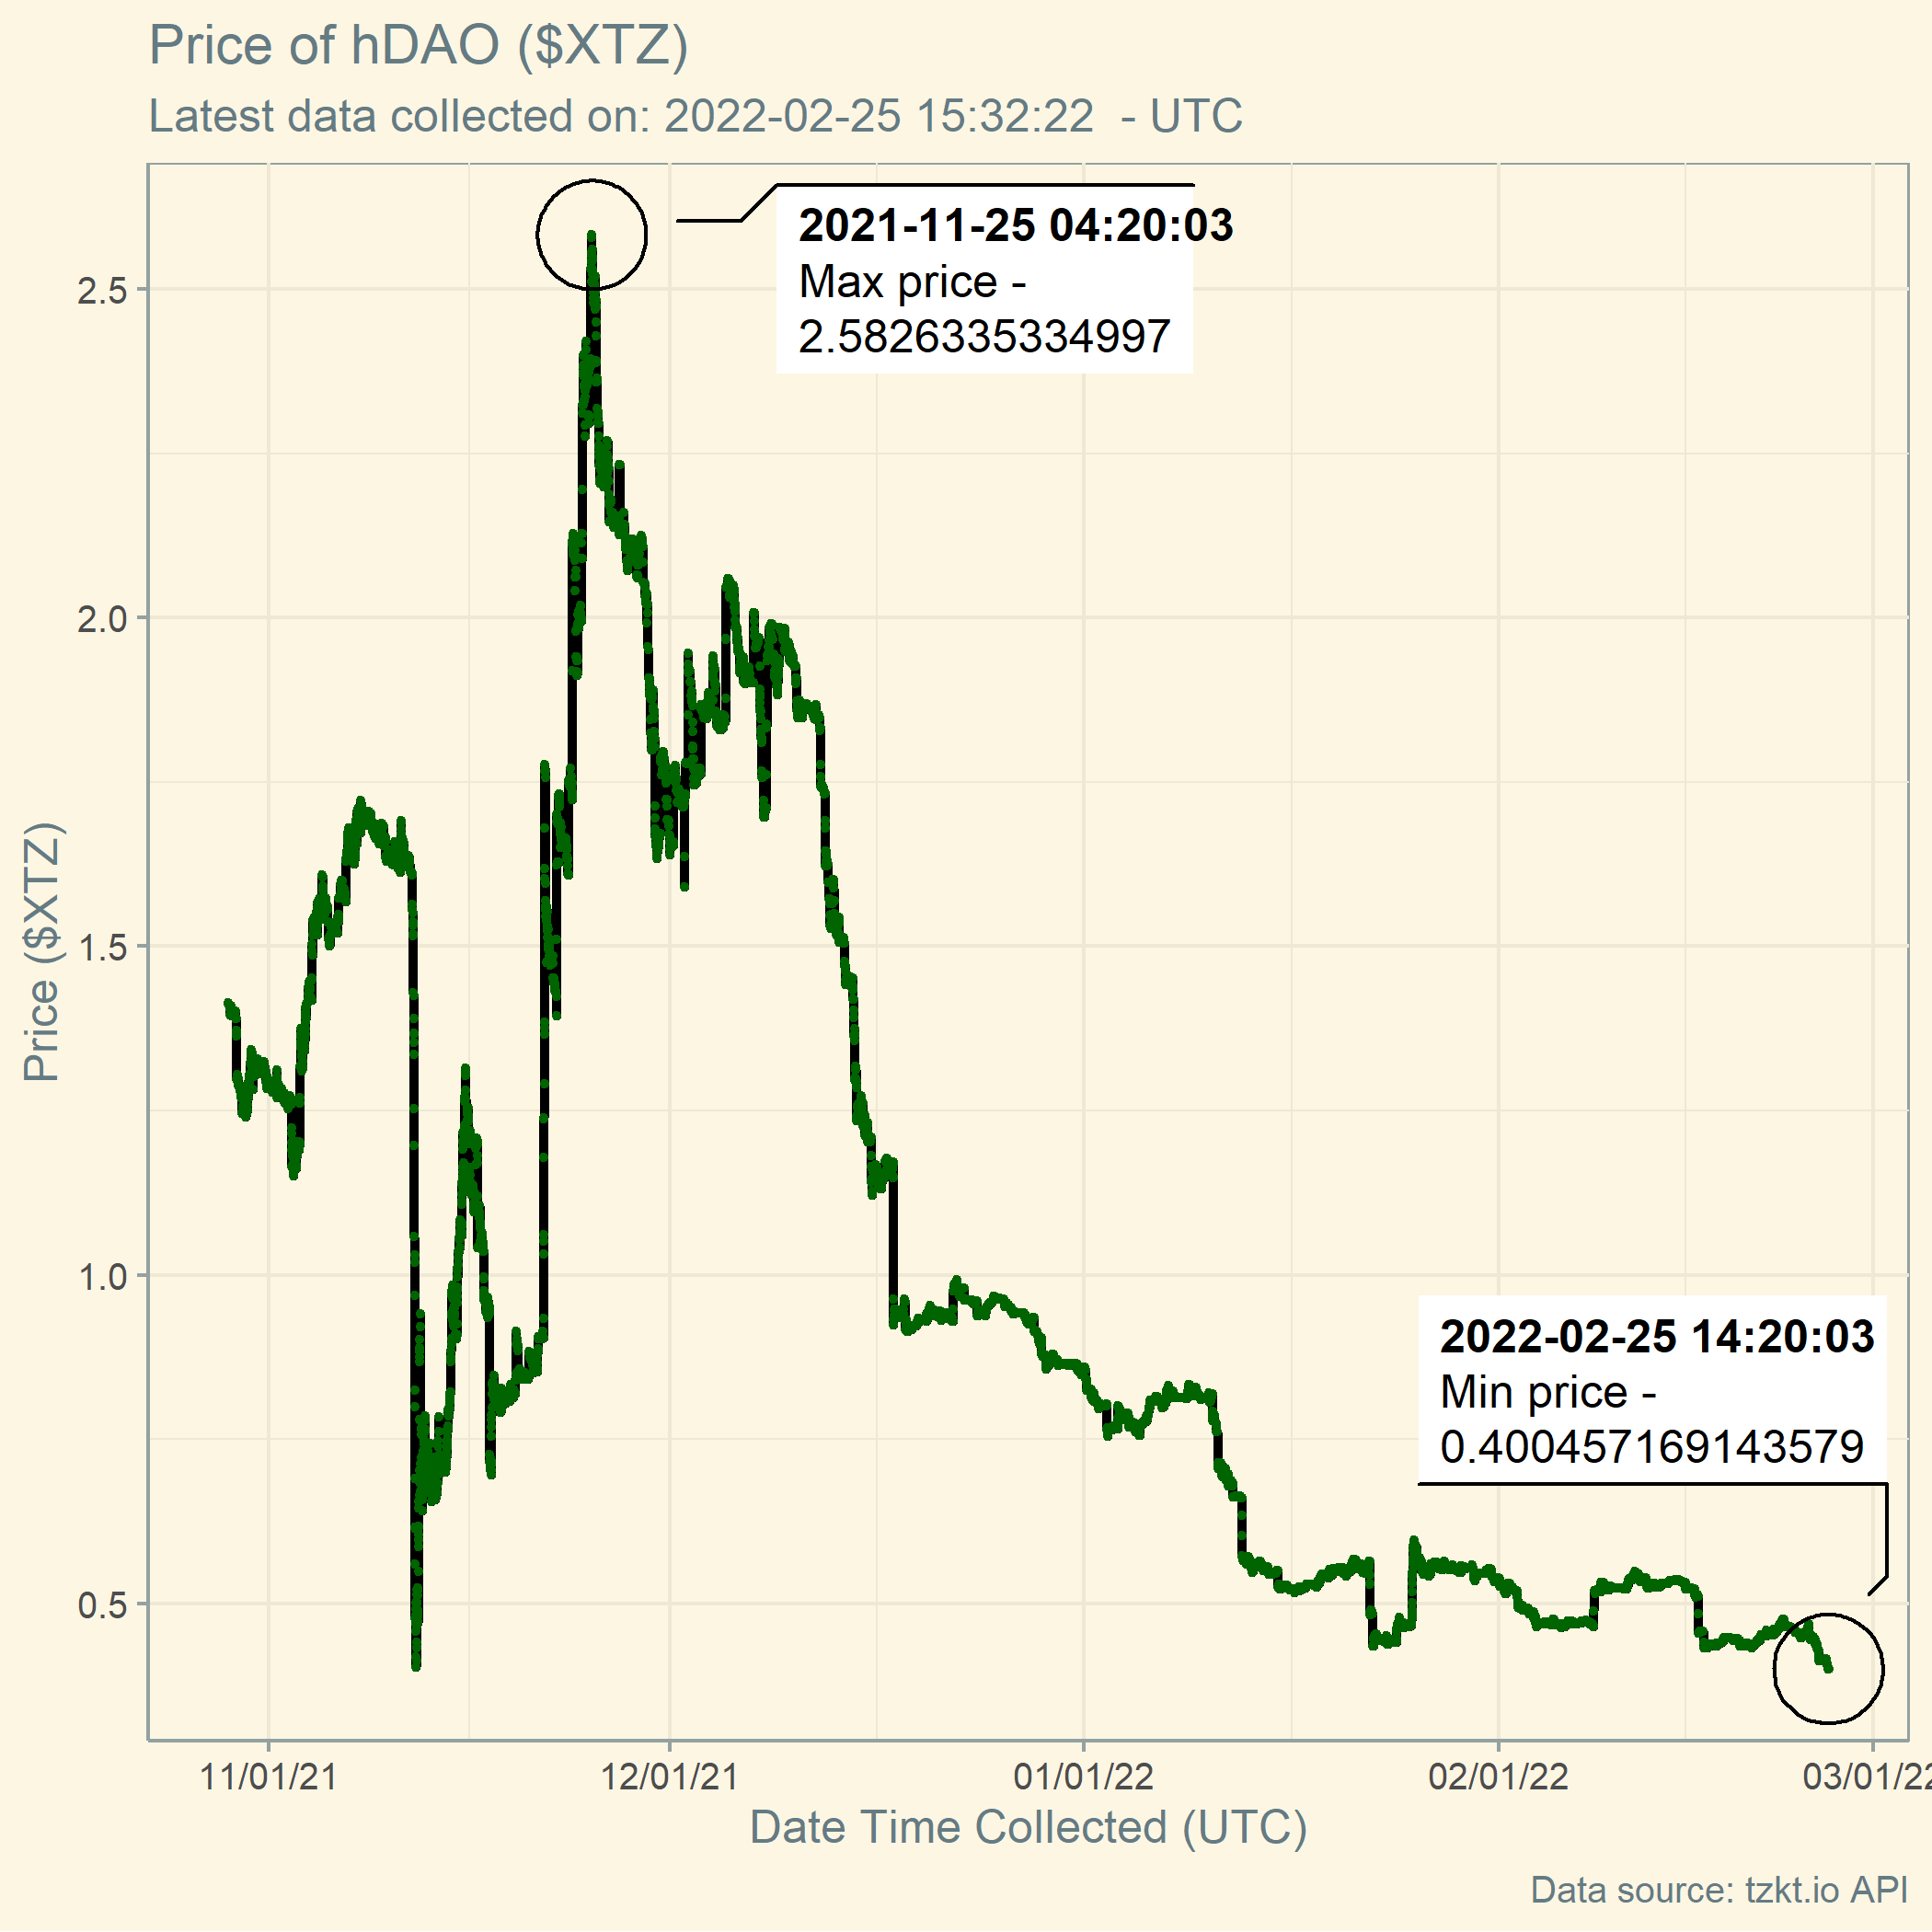 Price of hDAO ($XTZ)
Latest data collected on: 2022-02-25 15:32:22  - UTC
2021-11-25 04:20:03
Max price -
2.5826335334997
2022-02-25 14:20:03
Min price -
0.400457169143579
Price ($XTZ)
2.5
2.0
1.5
1.0
0.5
11/01/21 12/01/21 01/01/22 02/01/22 03/01/22
Date Time Collected (UTC)
Data source: tzkt.io API